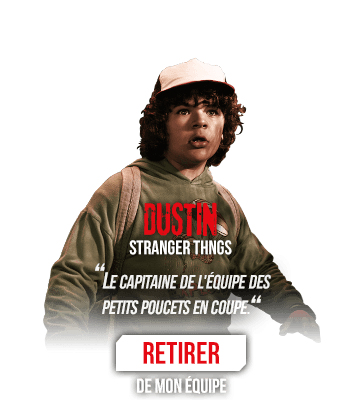 DUSTIN
STRANGER THNGS
“LE CAPITAINE DE L'ÉQUIPE DES
PETITS POUCETS EN COUPE.“
RETIRER
DE MON ÉQUIPE